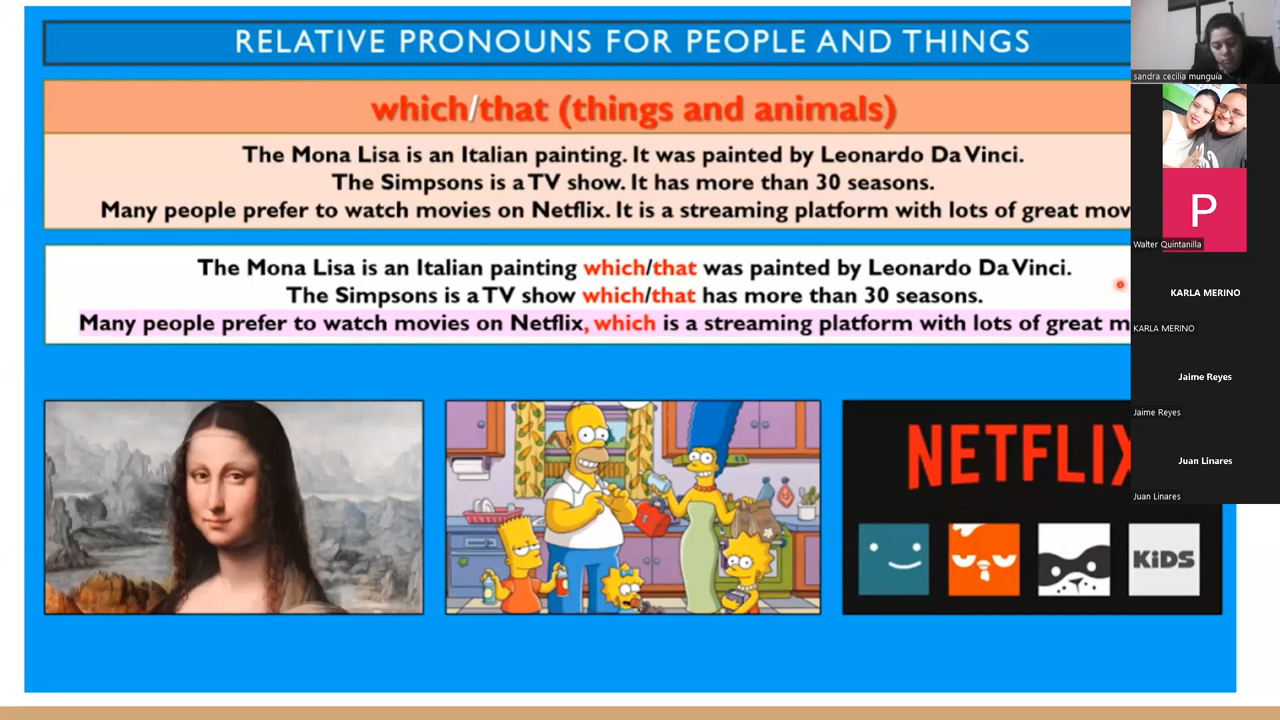 RELATIVE PRONOUNS FOR PEOPLE AND THINGS
which/that (things and animals)
The Mona Lisa is an Italian painting. It was painted by Leonardo Da Vinci.
The Simpsons is a TV show. It has more than 30 seasons.
Many people prefer to watch movies on Netflix. It is a streaming platform with lots of great
The Mona Lisa is an Italian painting which/that was painted by Leonardo Da Vinci.
The Simpsons is a TV show which/that has more than 30 seasons.
Many people prefer to watch movies on Netflix, which is a streaming platform with lots of great
NETFLIX
KiDS
sandra cecilia munguía
P
Walter Quintanilla
KARLA MERINO
KARLA MERINO
Jaime Reyes
Jaime Reyes
Juan Linares
Juan Linares